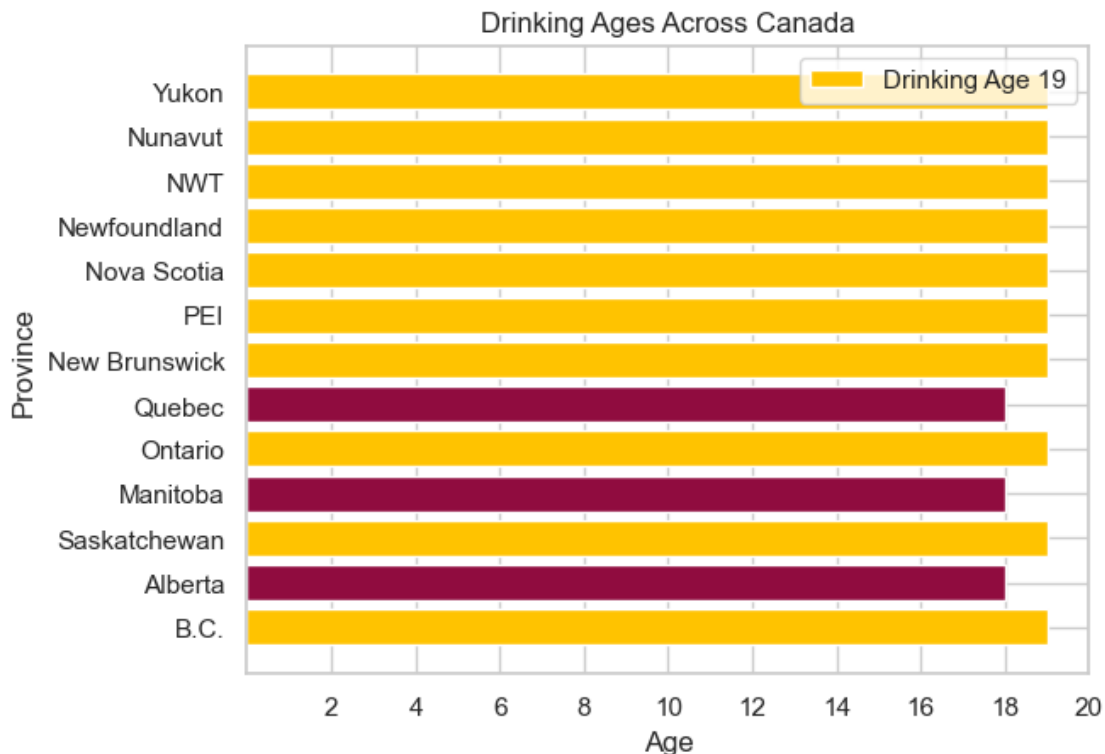 Drinking Ages Across Canada
Drinking Age 19
Province
Yukon
Nunavut
NWT
Newfoundland
Nova Scotia
PEI
New Brunswick
Quebec
Ontario
Manitoba
Saskatchewan
Alberta
B.C.
2 4 6 8 10 12 14 16 18 20
Age